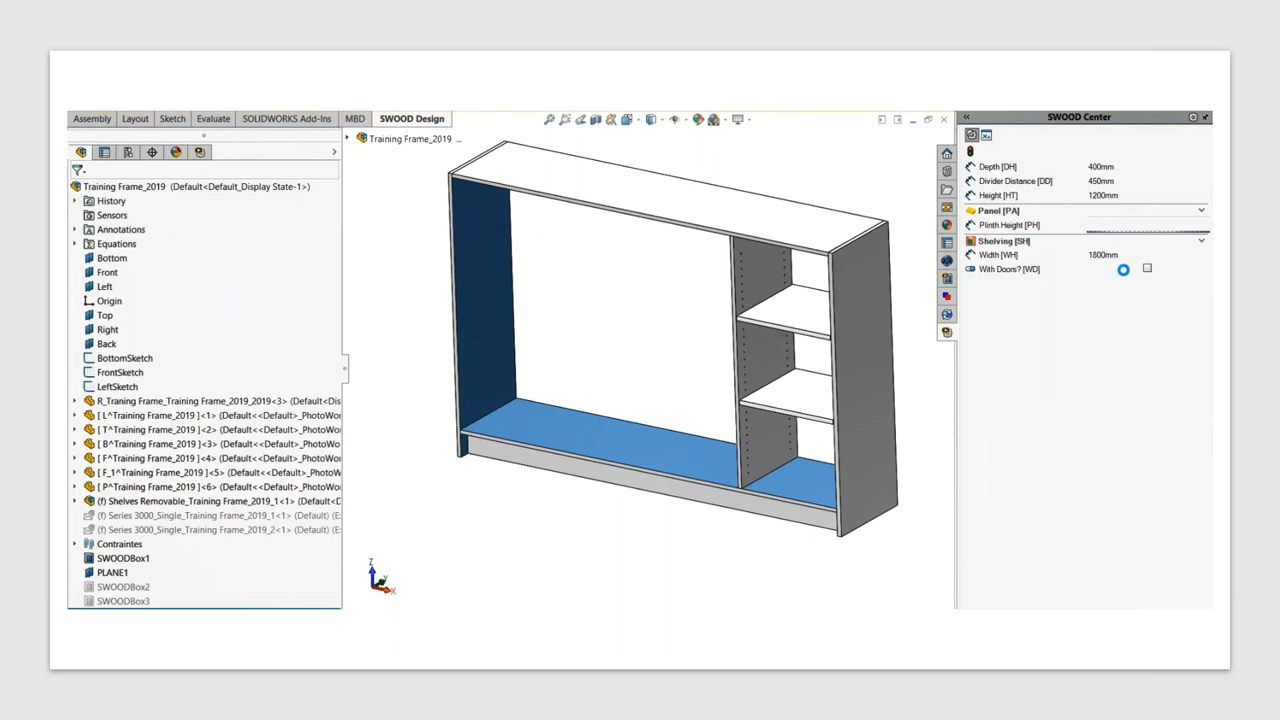 Assembly Layout Sketch Evaluate SOLIDWORKS Add-Ins MBD SWOOD Design
Training Frame_2019 ...
Training Frame_2019 (Default<Default_Display State-1>)
History
Sensors
Annotations
Equations
Bottom
Front
Left
Origin
Top
Right
Back
BottomSketch
FrontSketch
LeftSketch
R_Traning Frame_Training Frame_2019_2019<3> (Default<Dis
[ L^Training Frame_2019 ]<1> (Default<<Default>_PhotoWor
[ T^Training Frame_2019 ]<2> (Default<<Default>_PhotoWo
[ B^Training Frame_2019 ]<3> (Default<<Default>_PhotoWo
[ F^Training Frame_2019 ]<4> (Default<<Default>_PhotoWo
[ F_1^Training Frame_2019 ]<5> (Default<<Default>_PhotoW
[ P^Training Frame_2019 ]<6> (Default<<Default>_PhotoWo
(f) Shelves Removable_Training Frame_2019_1<1> (Default<D
(f) Series 3000_Single_Training Frame_2019_1<1> (Default) (E
(f) Series 3000_Single_Training Frame_2019_2<1> (Default) (E
Contraintes
SWOODBox1
PLANE1
SWOODBox2
SWOODBox3
Z
Y
X
SWOOD Center
Depth [DH] 400mm
Divider Distance [DD] 450mm
Height [HT] 1200mm
Panel [PA]
Plinth Height [PH]
Shelving [SH]
Width [WH] 1800mm
With Doors? [WD]